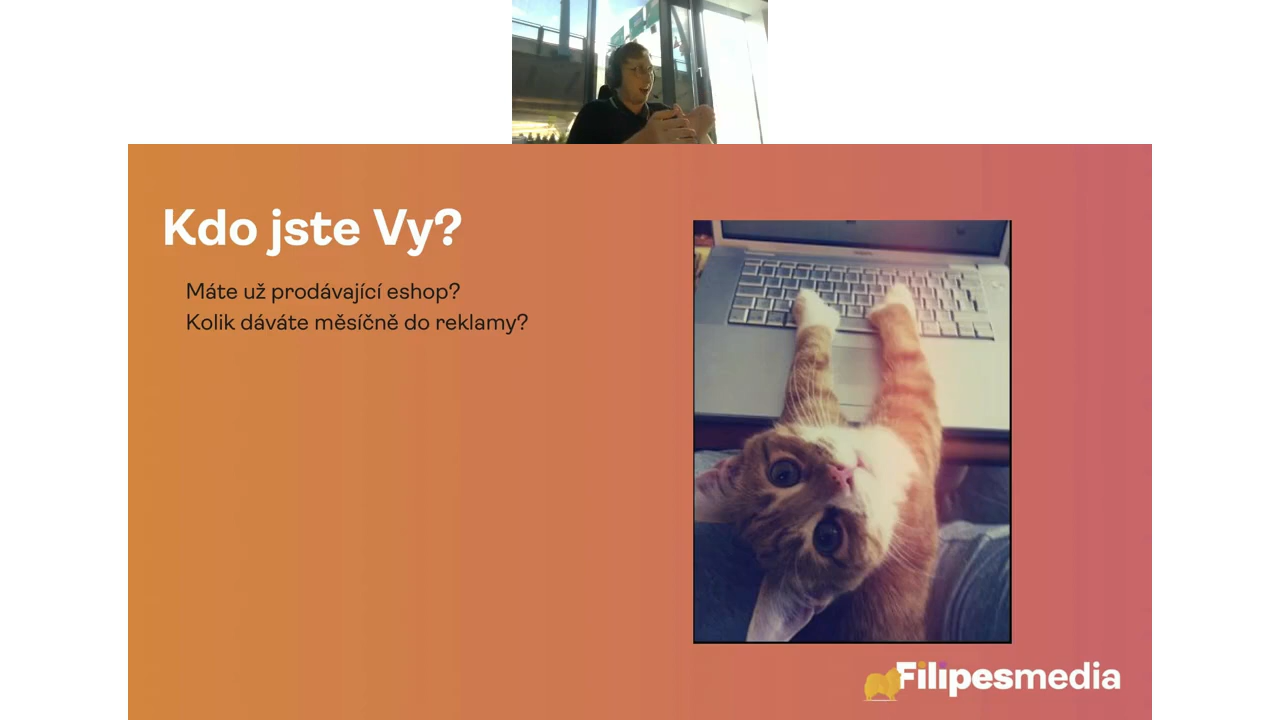 Kdo jste Vy?
Máte už prodávající eshop?
Kolik dáváte měsíčně do reklamy?
Filipesmedia